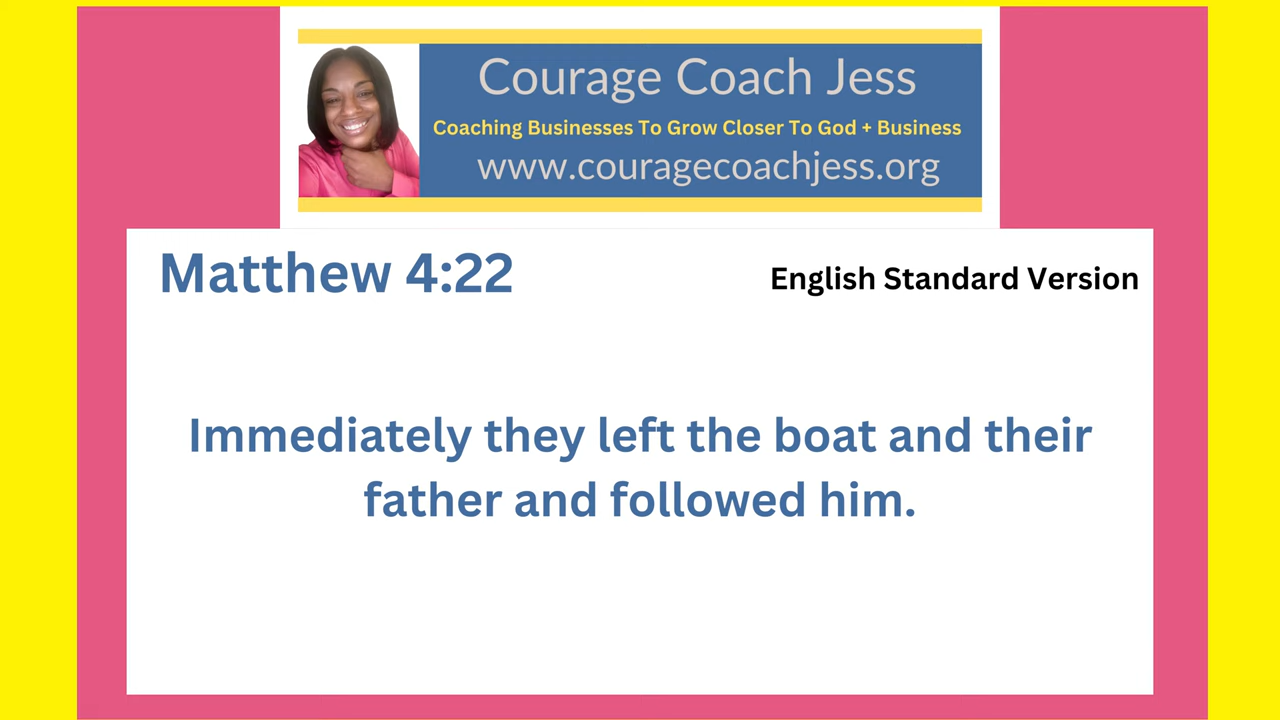 Courage Coach Jess
Coaching Businesses To Grow Closer To God + Business
www.couragecoachjess.org
Matthew 4:22
English Standard Version
Immediately they left the boat and their
father and followed him.